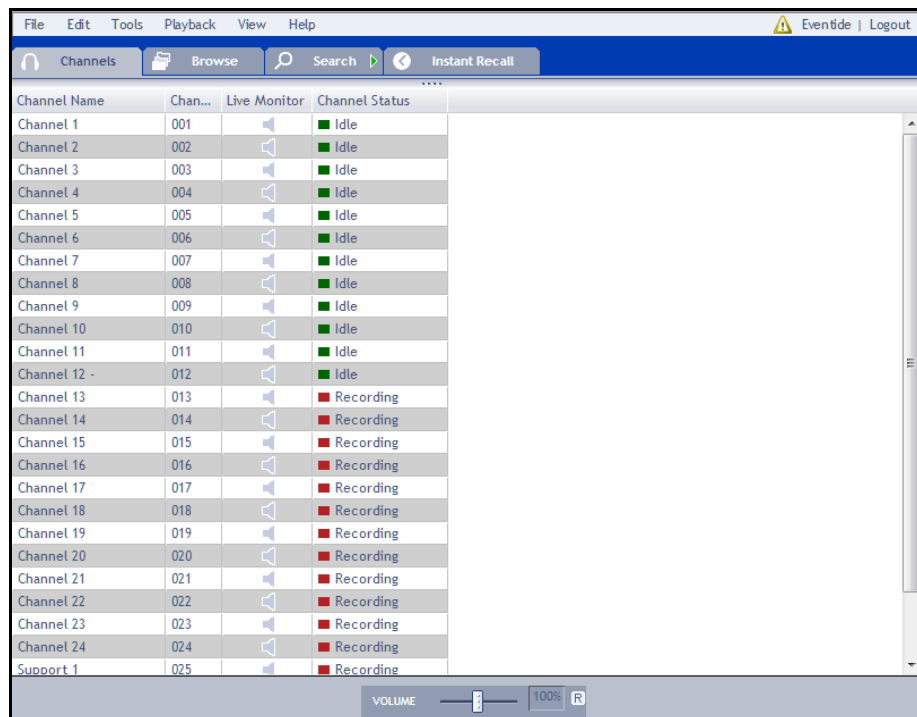 File Edit Tools Playback View Help Eventide | Logout
Channels Browse Search Instant Recall
Channel Name Chan... Live Monitor Channel Status
Channel 1 001 Idle
Channel 2 002 Idle
Channel 3 003 Idle
Channel 4 004 Idle
Channel 5 005 Idle
Channel 6 006 Idle
Channel 7 007 Idle
Channel 8 008 Idle
Channel 9 009 Idle
Channel 10 010 Idle
Channel 11 011 Idle
Channel 12 - 012 Idle
Channel 13 013 Recording
Channel 14 014 Recording
Channel 15 015 Recording
Channel 16 016 Recording
Channel 17 017 Recording
Channel 18 018 Recording
Channel 19 019 Recording
Channel 20 020 Recording
Channel 21 021 Recording
Channel 22 022 Recording
Channel 23 023 Recording
Channel 24 024 Recording
Support 1 025 Recording
VOLUME 100% R